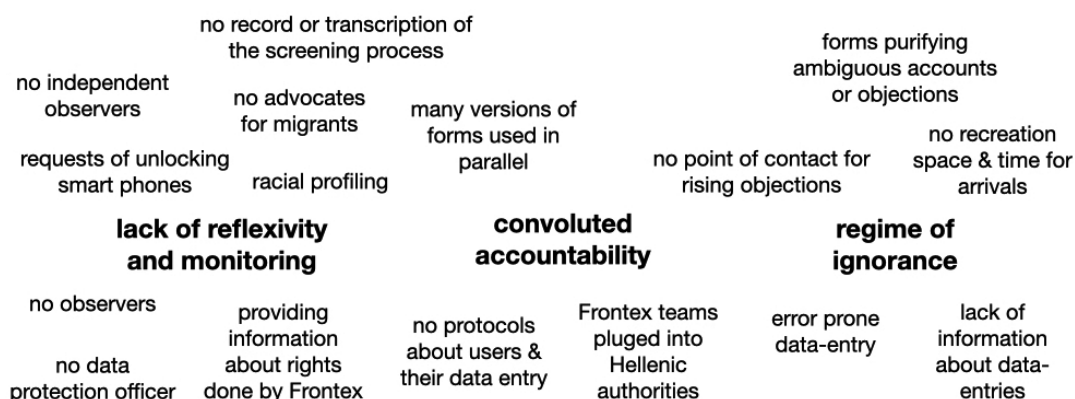 no record or transcription of
the screening process
forms purifying
ambiguous accounts
or objections
no independent
observers
no advocates
for migrants
many versions of
forms used in
parallel
no recreation
space & time for
arrivals
requests of unlocking
smart phones
racial profiling
no point of contact for
rising objections
lack of reflexivity
and monitoring
convoluted
accountability
regime of
ignorance
no observers
providing
information
about rights
done by Frontex
no protocols
about users &
their data entry
Frontex teams
pluged into
Hellenic
authorities
error prone
data-entry
lack of
information
about data-
entries
no data
protection officer